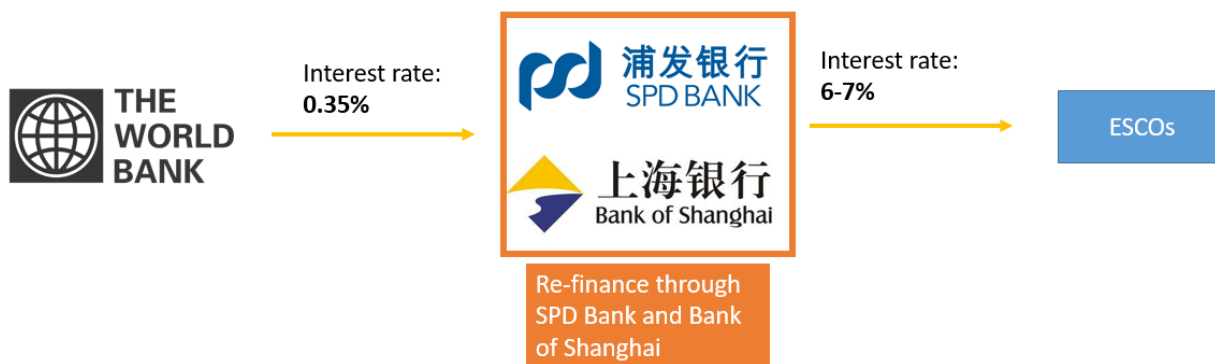 THE
WORLD
BANK
Interest rate:
0.35%
浦发银行
SPD BANK
上海银行
Bank of Shanghai
Re-finance through
SPD Bank and Bank
of Shanghai
Interest rate:
6-7%
ESCOs